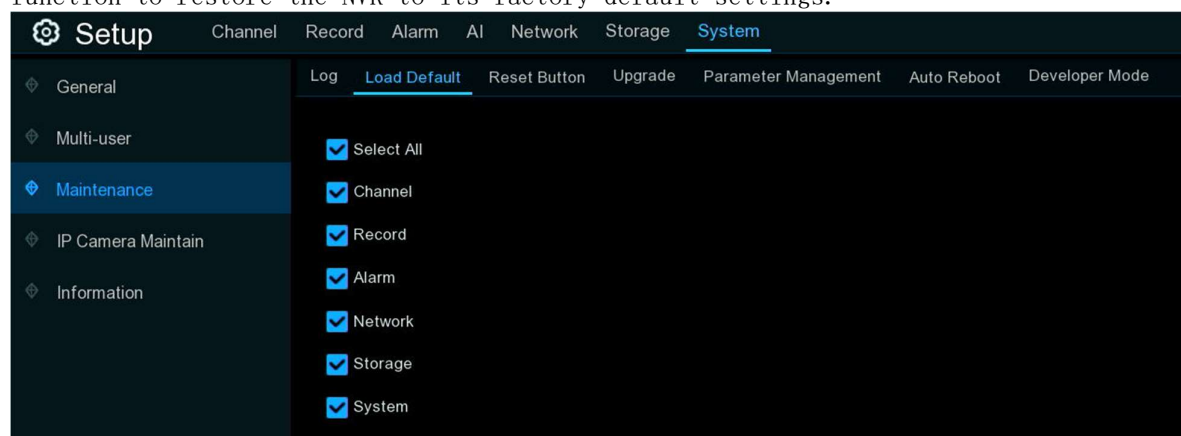 function to restore the NVR to its factory default settings.
Setup Channel Record Alarm AI Network Storage System
Log Load Default Reset Button Upgrade Parameter Management Auto Reboot Developer Mode
General
Multi-user
Maintenance
IP Camera Maintain
Information
Select All
Channel
Record
Alarm
Network
Storage
System